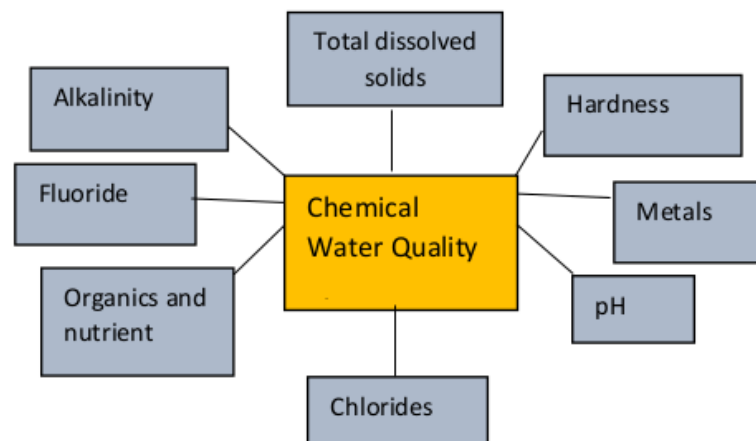 Total dissolved
solids
Alkalinity
Hardness
Fluoride
Chemical
Water Quality
Metals
Organics and
nutrient
pH
Chlorides